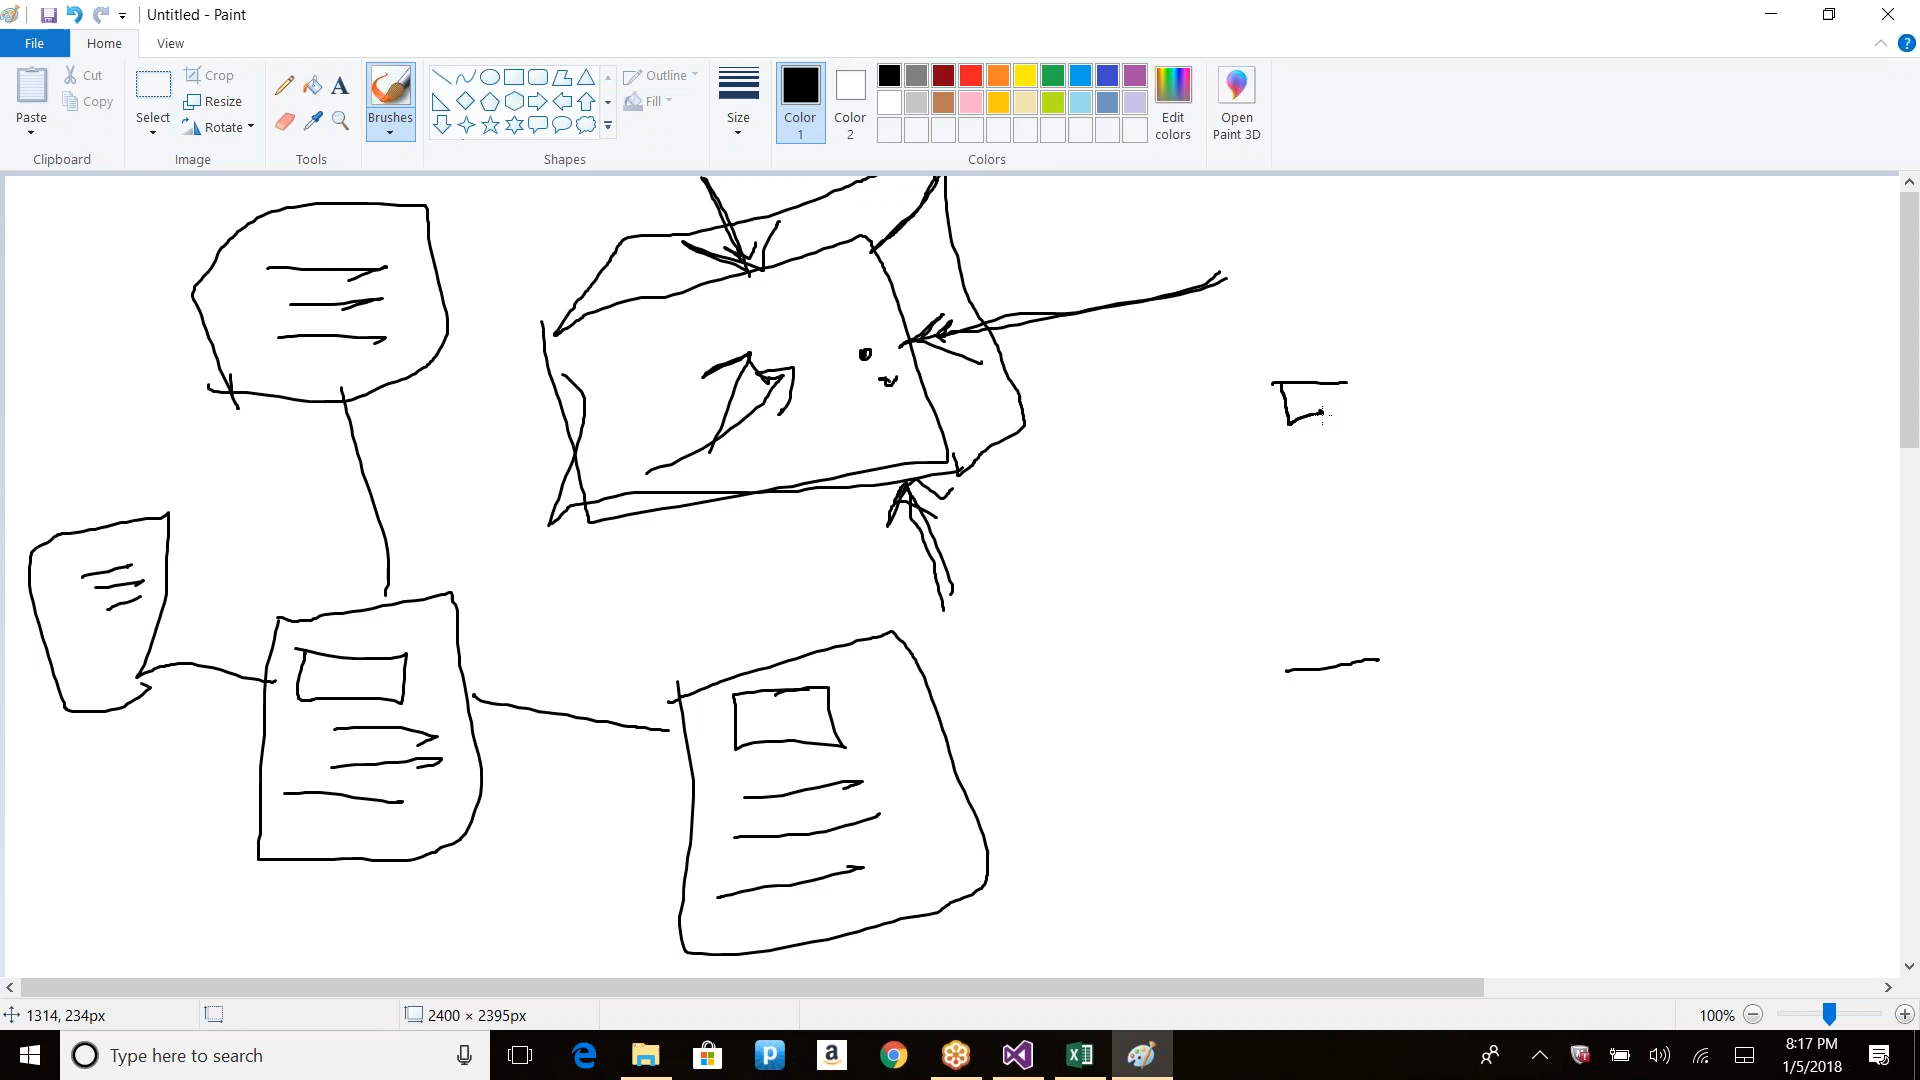 Untitled - Paint
File
Home
View
Paste
Cut
Copy
Clipboard
Select
Crop
Resize
Rotate
Image
A
Tools
Brushes
Outline
Fill
Shapes
Size
Color 1
Color 2
Edit colors
Colors
Open Paint 3D
1314, 234px
2400 × 2395px
100%
Type here to search
8:17 PM
1/5/2018